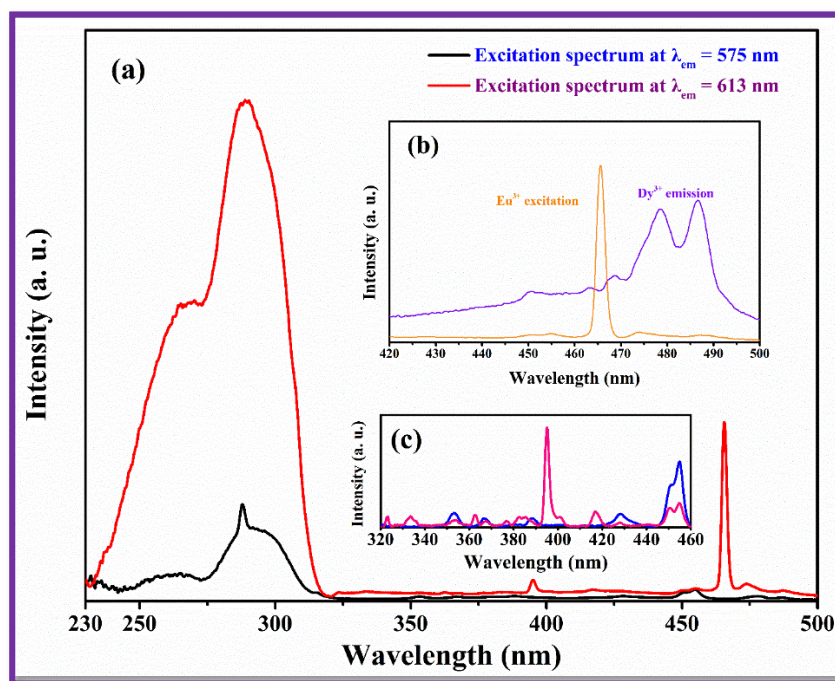 (a)
Excitation spectrum at λem = 575 nm
Excitation spectrum at λem = 613 nm
Intensity (a. u.)
230 250 300 350 400 450 500
Wavelength (nm)
(b)
Eu³⁺ excitation
Dy³⁺ emission
Intensity (a. u.)
420 430 440 450 460 470 480 490 500
Wavelength (nm)
(c)
Intensity (a. u.)
320 340 360 380 400 420 440 460
Wavelength (nm)